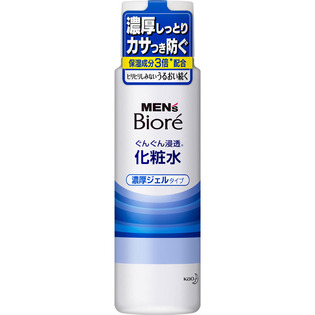 濃厚しっとり
カサつき防ぐ
保湿成分3倍*配合
ヒリヒリしみないうるおい続く
MEN's
Bioré
ぐんぐん浸透※
化粧水
濃厚ジェルタイプ
Kao